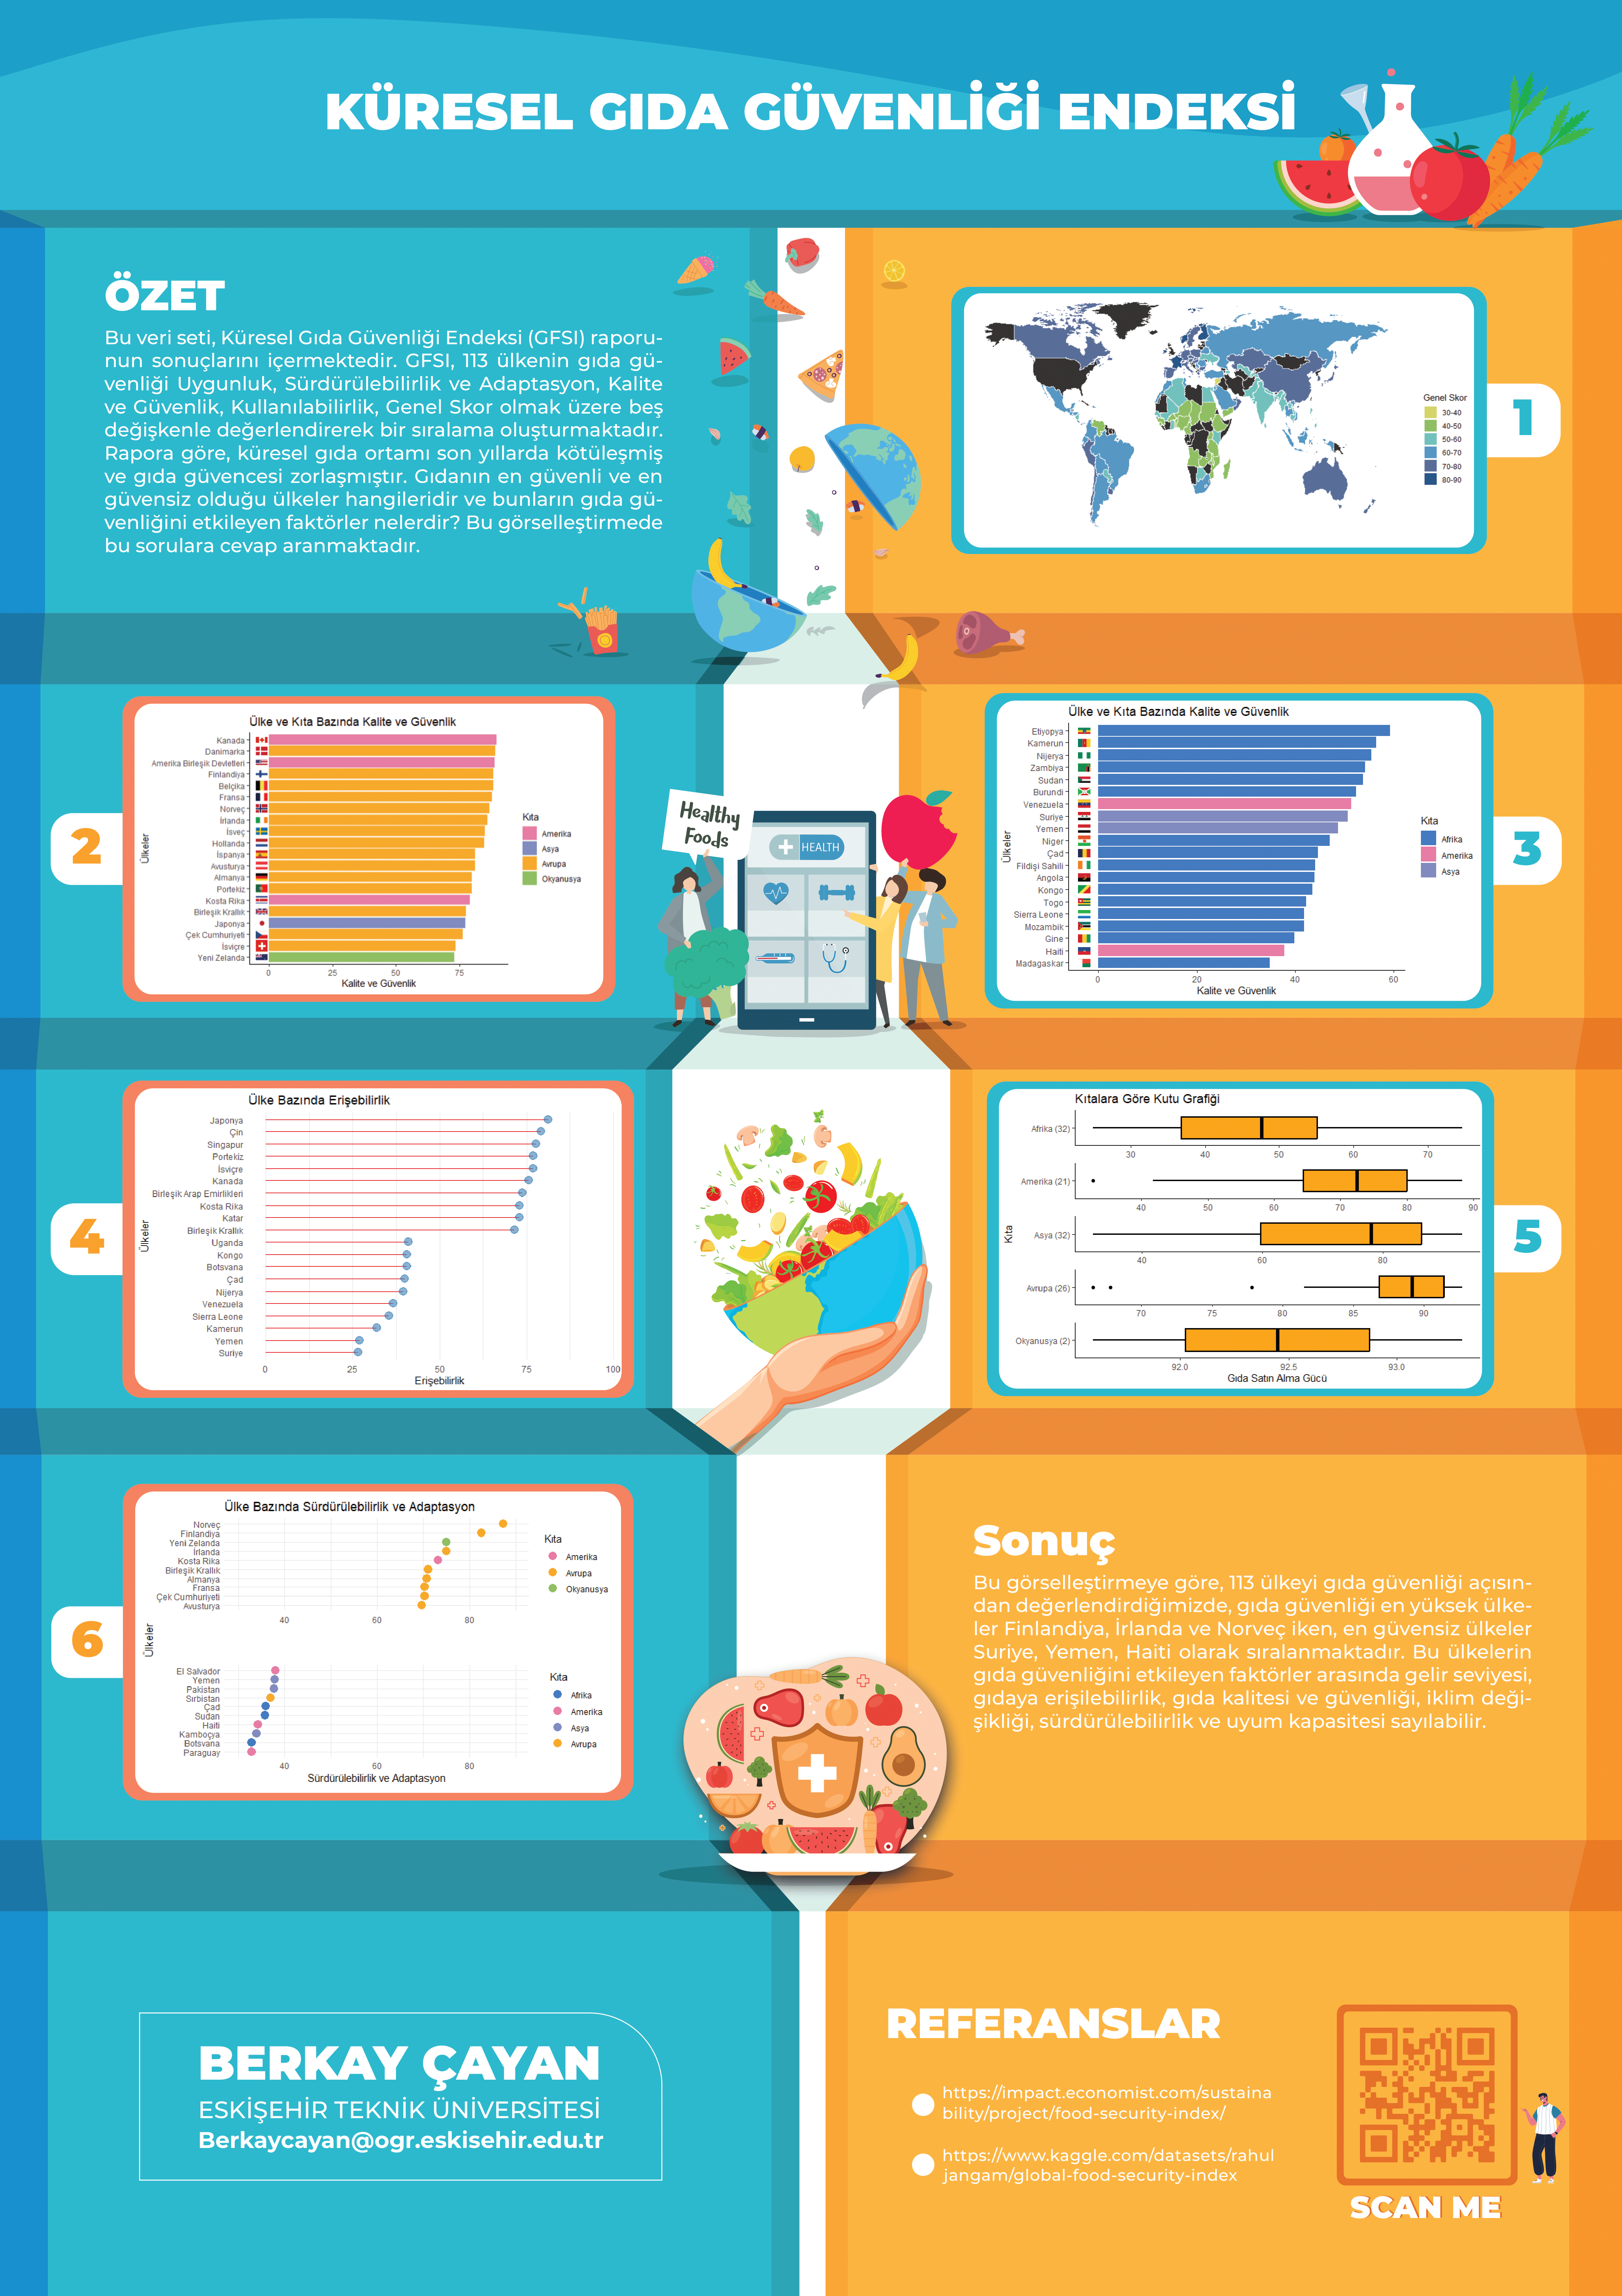 KÜRESEL GIDA GÜVENLİĞİ ENDEKSİ
ÖZET
Bu veri seti, Küresel Gıda Güvenliği Endeksi (GFSI) raporu-
nun sonuçlarını içermektedir. GFSI, 113 ülkenin gıda gü-
venliği Uygunluk, Sürdürülebilirlik ve Adaptasyon, Kalite
ve Güvenlik, Kullanılabilirlik, Genel Skor olmak üzere beş
değişkenle değerlendirerek bir sıralama oluşturmaktadır.
Rapora göre, küresel gıda ortamı son yıllarda kötüleşmiş
ve gıda güvencesi zorlaşmıştır. Gıdanın en güvenli ve en
güvensiz olduğu ülkeler hangileridir ve bunların gıda gü-
venliğini etkileyen faktörler nelerdir? Bu görselleştirmede
bu sorulara cevap aranmaktadır.
Genel Skor
30-40
40-50
50-60
60-70
70-80
80-90
1
2
Ülke ve Kıta Bazında Kalite ve Güvenlik
Ülkeler
Kanada
Danimarka
Amerika Birleşik Devletleri
Finlandiya
Belçika
Fransa
Norveç
İrlanda
İsveç
Hollanda
İspanya
Avusturya
Almanya
Portekiz
Kosta Rika
Birleşik Krallık
Japonya
Çek Cumhuriyeti
İsviçre
Yeni Zelanda
0 25 50 75
Kalite ve Güvenlik
Kıta
Amerika
Asya
Avrupa
Okyanusya
Healthy
Foods
HEALTH
Ülke ve Kıta Bazında Kalite ve Güvenlik
Ülkeler
Etiyopya
Kamerun
Nijerya
Zambiya
Sudan
Burundi
Venezuela
Suriye
Yemen
Niger
Çad
Fildişi Sahili
Angola
Kongo
Togo
Sierra Leone
Mozambik
Gine
Haiti
Madagaskar
0 20 40 60
Kalite ve Güvenlik
Kıta
Afrika
Amerika
Asya
3
4
Ülke Bazında Erişebilirlik
Ülkeler
Japonya
Çin
Singapur
Portekiz
İsviçre
Kanada
Birleşik Arap Emirlikleri
Kosta Rika
Katar
Birleşik Krallık
Uganda
Kongo
Botsvana
Çad
Nijerya
Venezuela
Sierra Leone
Kamerun
Yemen
Suriye
0 25 50 75 100
Erişebilirlik
Kıtalara Göre Kutu Grafiği
Kıta
Afrika (32)
30 40 50 60 70
Amerika (21)
40 50 60 70 80 90
Asya (32)
40 60 80
Avrupa (26)
70 75 80 85 90
Okyanusya (2)
92.0 92.5 93.0
Gıda Satın Alma Gücü
5
6
Ülke Bazında Sürdürülebilirlik ve Adaptasyon
Ülkeler
Norveç
Finlandiya
Yeni Zelanda
İrlanda
Kosta Rika
Birleşik Krallık
Almanya
Fransa
Çek Cumhuriyeti
Avusturya
40 60 80
Kıta
Amerika
Avrupa
Okyanusya
El Salvador
Yemen
Pakistan
Sırbistan
Çad
Sudan
Haiti
Kamboçya
Botsvana
Paraguay
40 60 80
Sürdürülebilirlik ve Adaptasyon
Kıta
Afrika
Amerika
Asya
Avrupa
Sonuç
Bu görselleştirmeye göre, 113 ülkeyi gıda güvenliği açısın-
dan değerlendirdiğimizde, gıda güvenliği en yüksek ülke-
ler Finlandiya, İrlanda ve Norveç iken, en güvensiz ülkeler
Suriye, Yemen, Haiti olarak sıralanmaktadır. Bu ülkelerin
gıda güvenliğini etkileyen faktörler arasında gelir seviyesi,
gıdaya erişilebilirlik, gıda kalitesi ve güvenliği, iklim deği-
şikliği, sürdürülebilirlik ve uyum kapasitesi sayılabilir.
BERKAY ÇAYAN
ESKİŞEHİR TEKNİK ÜNİVERSİTESİ
Berkaycayan@ogr.eskisehir.edu.tr
REFERANSLAR
https://impact.economist.com/sustaina
bility/project/food-security-index/
https://www.kaggle.com/datasets/rahul
jangam/global-food-security-index
SCAN ME